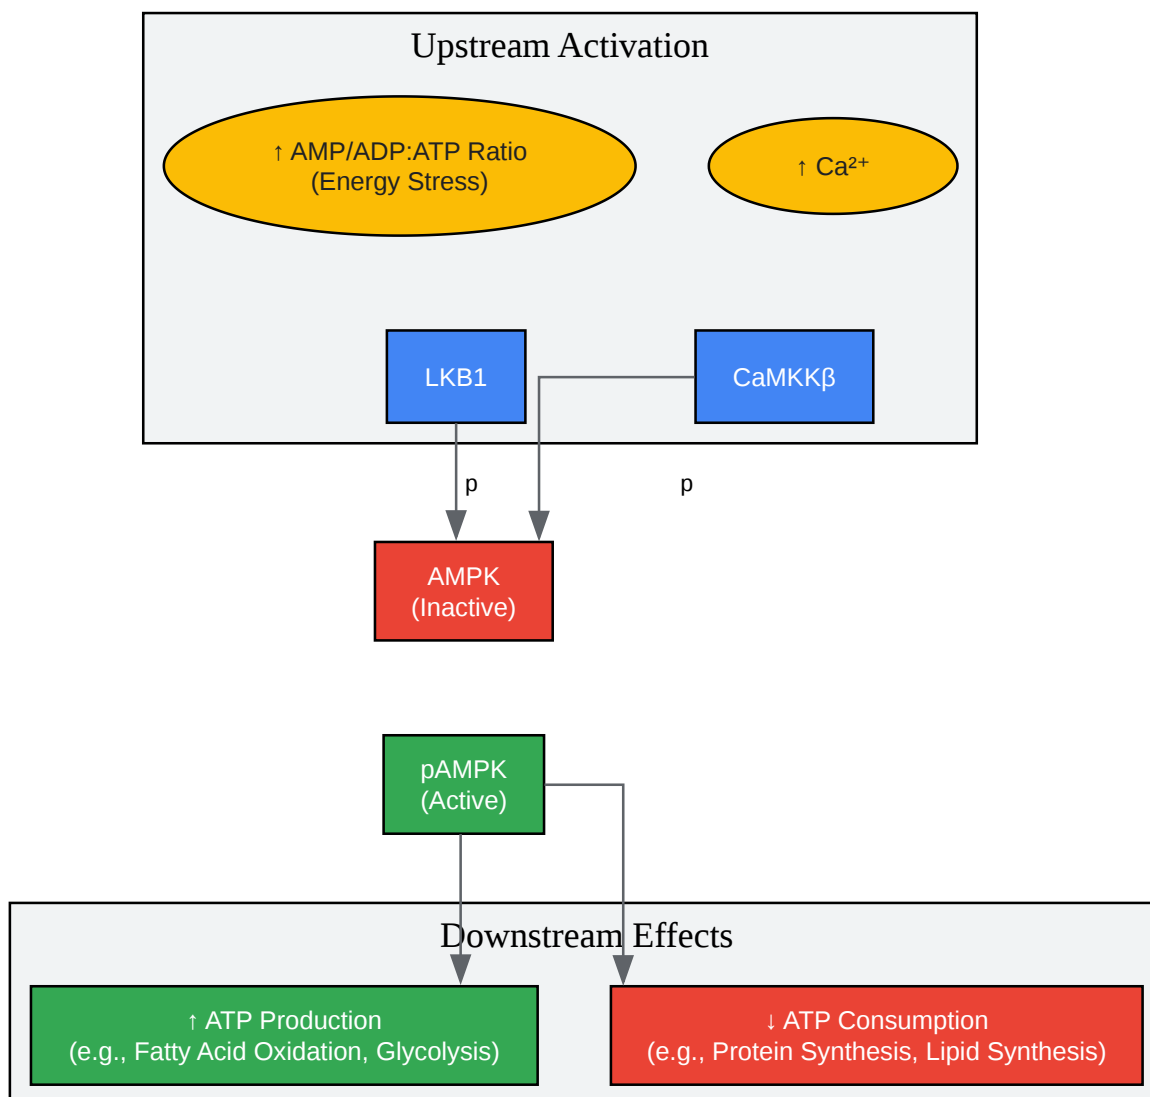 Upstream Activation
↑ AMP/ADP:ATP Ratio
(Energy Stress)
↑ Ca²⁺
LKB1
CaMKKβ
p
p
AMPK
(Inactive)
pAMPK
(Active)
Downstream Effects
↑ ATP Production
(e.g., Fatty Acid Oxidation, Glycolysis)
↓ ATP Consumption
(e.g., Protein Synthesis, Lipid Synthesis)